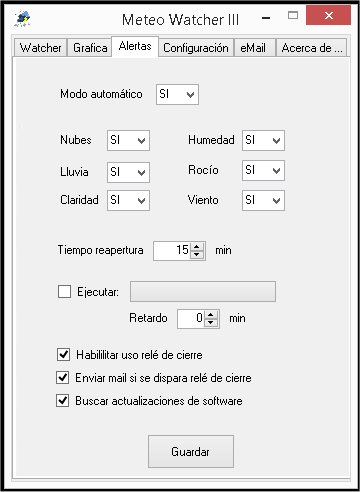 Meteo Watcher III
Watcher Grafica Alertas Configuración eMail Acerca de ...
Modo automático SI
Nubes SI Humedad SI
Lluvia SI Rocío SI
Claridad SI Viento SI
Tiempo reapertura 15 min
Ejecutar:
Retardo 0 min
Habililitar uso relé de cierre
Enviar mail si se dispara relé de cierre
Buscar actualizaciones de software
Guardar